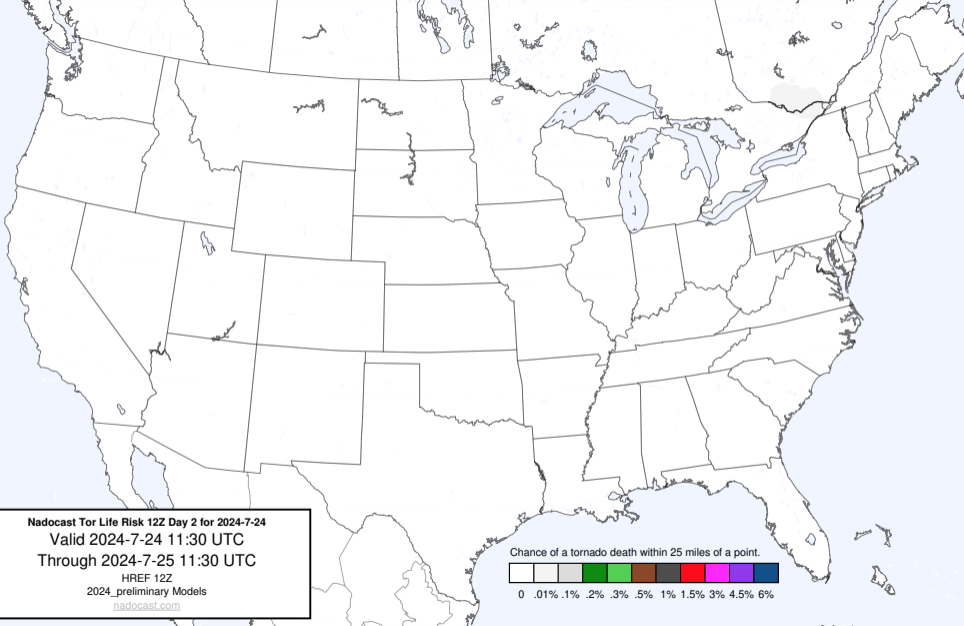 Nadocast Tor Life Risk 12Z Day 2 for 2024-7-24
Valid 2024-7-24 11:30 UTC
Through 2024-7-25 11:30 UTC
HREF 12Z
2024_preliminary Models
nadocast.com
Chance of a tornado death within 25 miles of a point.
0 .01% .1% .2% .3% .5% 1% 1.5% 3% 4.5% 6%